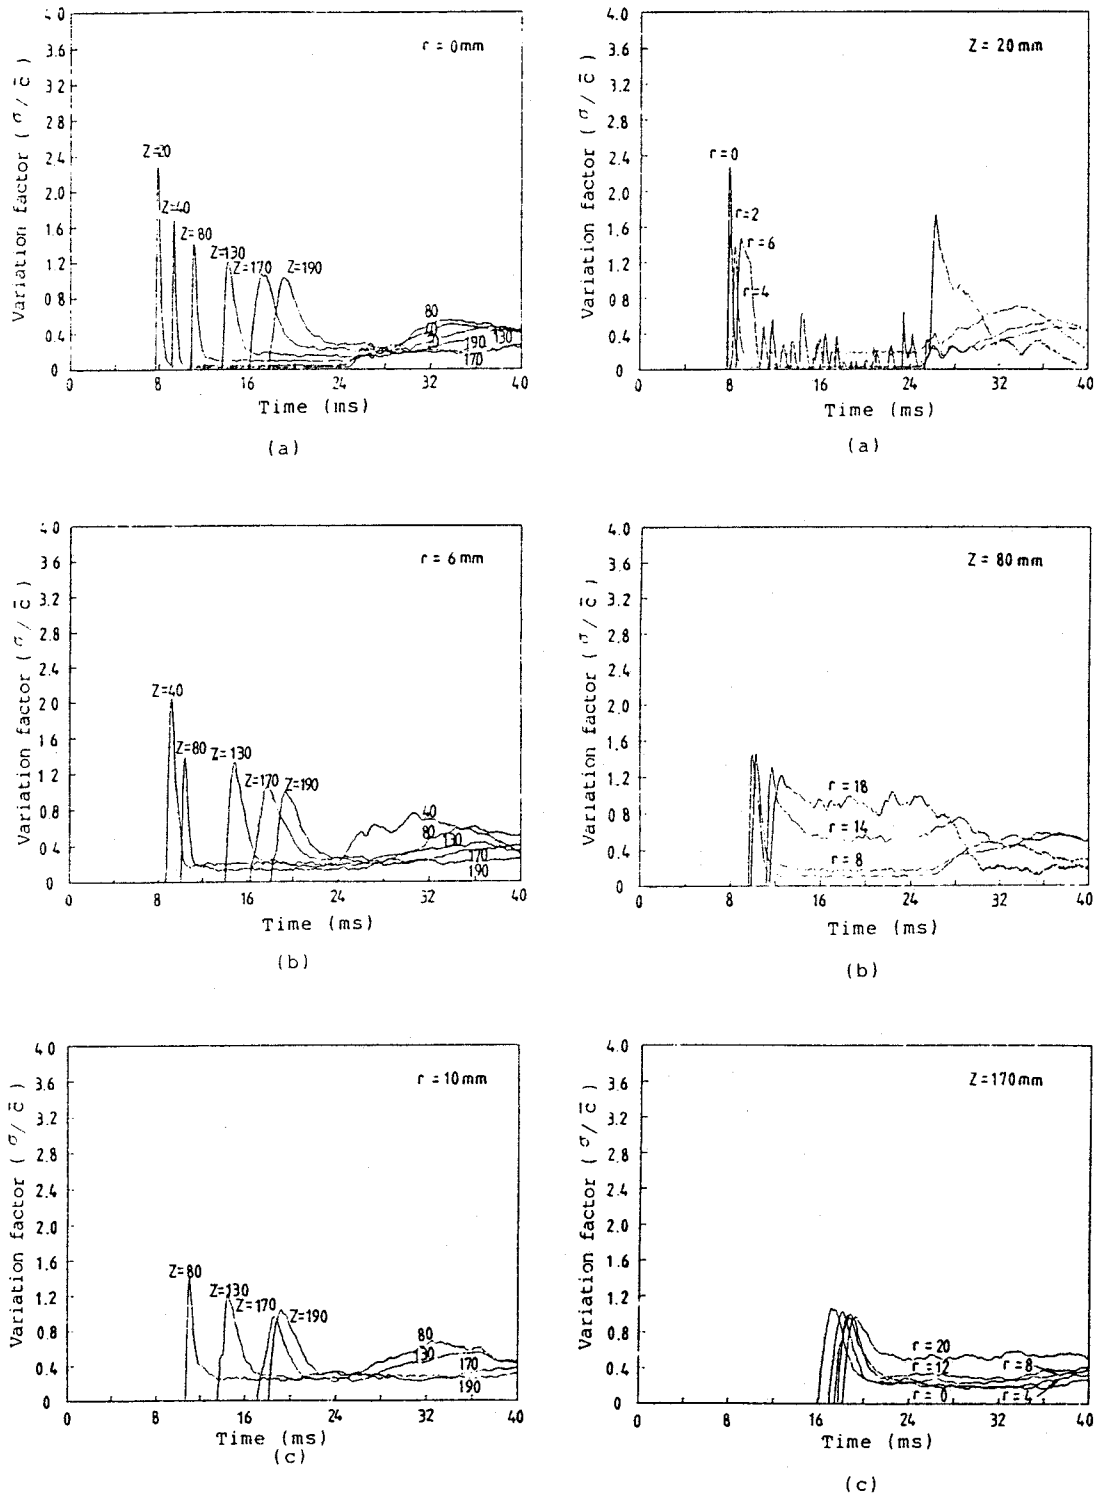 4.0
3.6
3.2
2.8
2.4
2.0
1.6
1.2
0.8
0.4
0
Variation factor ( σ / c̄ )
r = 0 mm
Z=20
Z=40
Z=80
Z=130
Z=170
Z=190
80
190
130
170
0 8 16 24 32 40
Time (ms)
(a)
4.0
3.6
3.2
2.8
2.4
2.0
1.6
1.2
0.8
0.4
0
Variation factor ( σ / c̄ )
Z = 20 mm
r=0
r=2
r=6
r=4
0 8 16 24 32 40
Time (ms)
(a)
4.0
3.6
3.2
2.8
2.4
2.0
1.6
1.2
0.8
0.4
0
Variation factor ( σ / c̄ )
r = 6 mm
Z=40
Z=80
Z=130
Z=170
Z=190
40
80
130
170
190
0 8 16 24 32 40
Time (ms)
(b)
4.0
3.6
3.2
2.8
2.4
2.0
1.6
1.2
0.8
0.4
0
Variation factor ( σ / c̄ )
Z = 80 mm
r = 18
r = 14
r = 8
0 8 16 24 32 40
Time (ms)
(b)
4.0
3.6
3.2
2.8
2.4
2.0
1.6
1.2
0.8
0.4
0
Variation factor ( σ / c̄ )
r = 10 mm
Z=80
Z=130
Z=170
Z=190
80
130
170
190
0 8 16 24 32 40
Time (ms)
(c)
4.0
3.6
3.2
2.8
2.4
2.0
1.6
1.2
0.8
0.4
0
Variation factor ( σ / c̄ )
Z=170mm
r = 20
r = 12
r = 8
r = 0
r = 4
0 8 16 24 32 40
Time (ms)
(c)